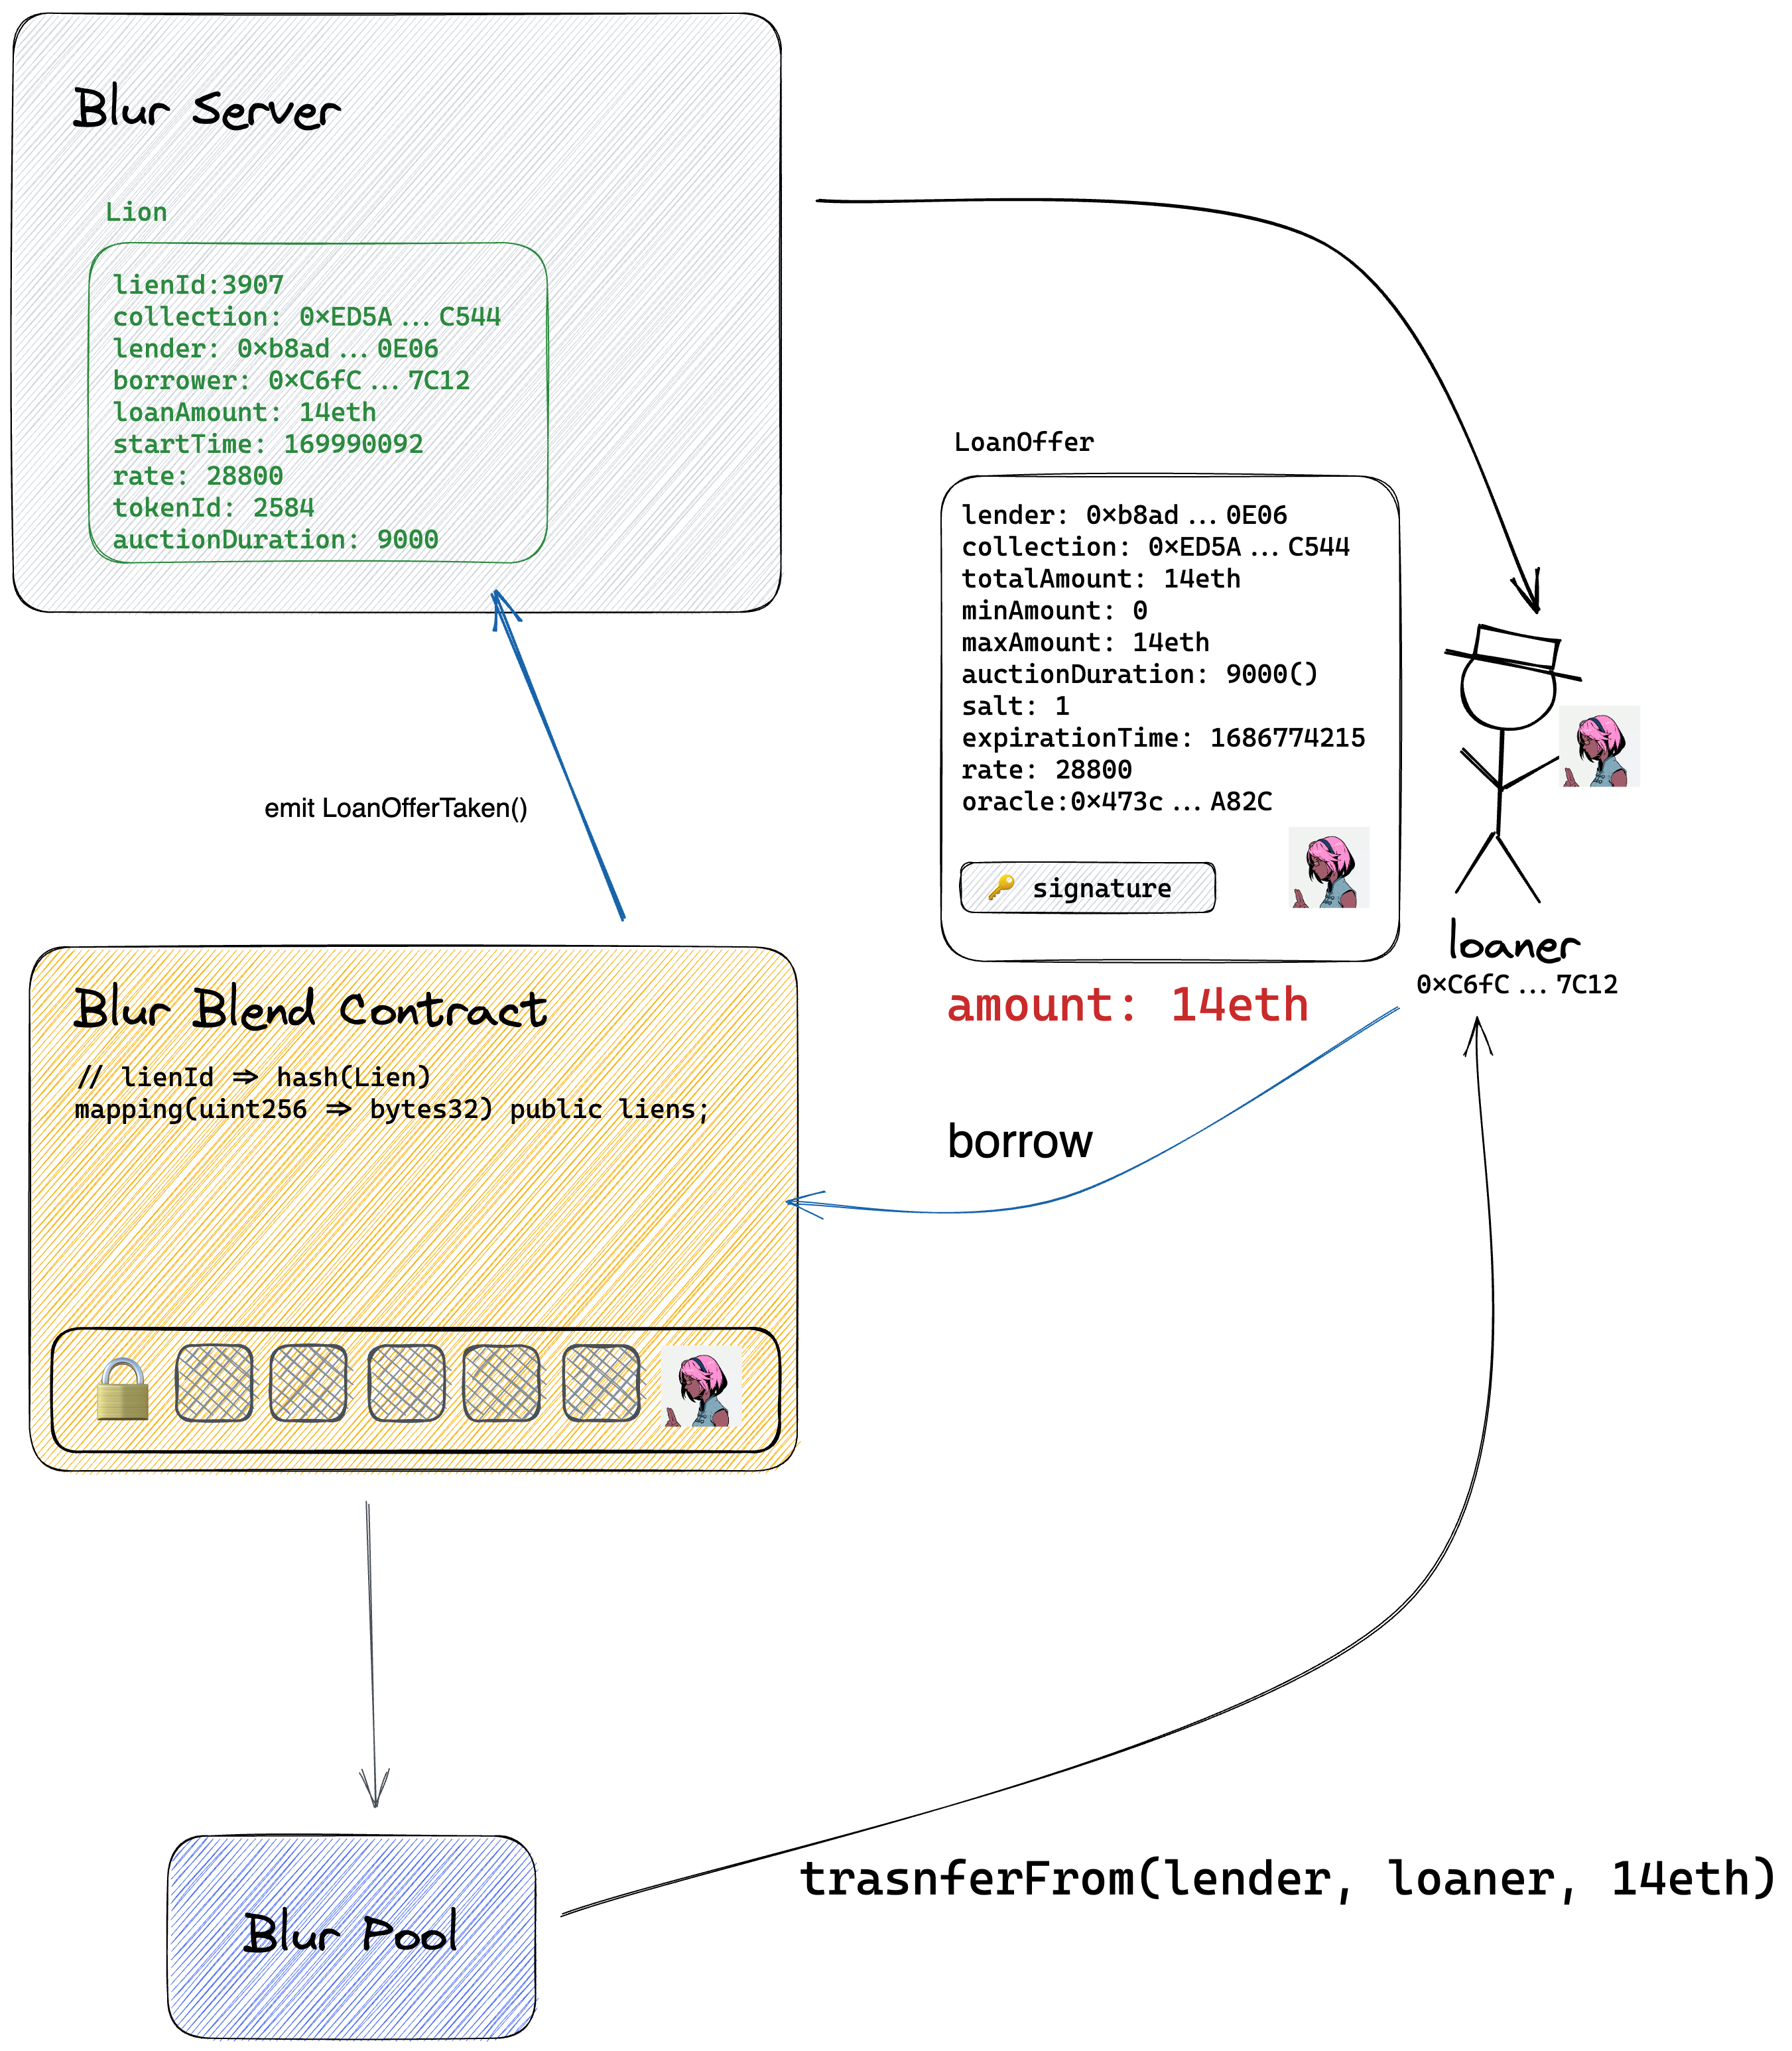 Blur Server
Lion
lienId:3907
collection: 0×ED5A...C544
lender: 0×b8ad...0E06
borrower: 0×C6fC...7C12
loanAmount: 14eth
startTime: 169990092
rate: 28800
tokenId: 2584
auctionDuration: 9000
LoanOffer
lender: 0×b8ad...0E06
collection: 0×ED5A...C544
totalAmount: 14eth
minAmount: 0
maxAmount: 14eth
auctionDuration: 9000()
salt: 1
expirationTime: 1686774215
rate: 28800
oracle:0×473c...A82C
signature
loaner
0×C6fC...7C12
emit LoanOfferTaken()
amount: 14eth
borrow
Blur Blend Contract
// lienId ⇒ hash(Lien)
mapping(uint256 ⇒ bytes32) public liens;
trasnferFrom(lender, loaner, 14eth)
Blur Pool